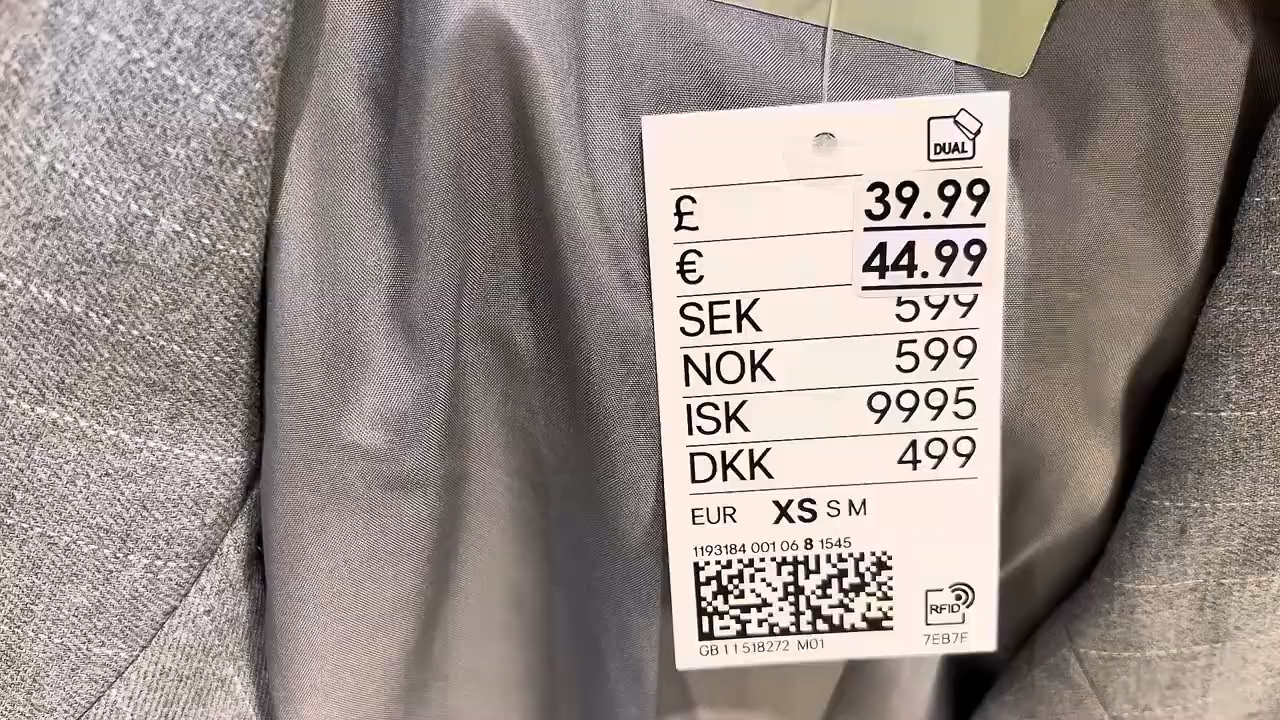 DUAL
£ 39.99
€ 44.99
SEK 599
NOK 599
ISK 9995
DKK 499
EUR XS S M
1193184 001 06 8 1545
RFID
7EB7F
GB 11518272 M01